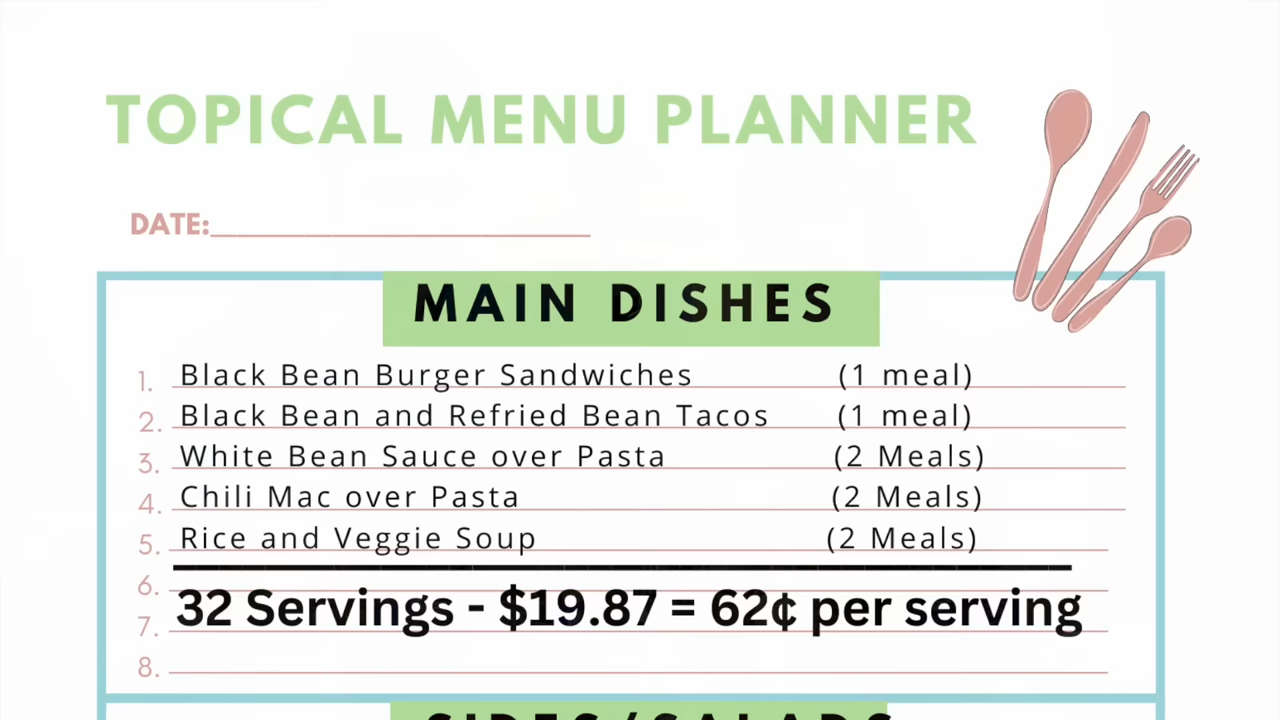 TOPICAL MENU PLANNER
DATE:
MAIN DISHES
1. Black Bean Burger Sandwiches (1 meal)
2. Black Bean and Refried Bean Tacos (1 meal)
3. White Bean Sauce over Pasta (2 Meals)
4. Chili Mac over Pasta (2 Meals)
5. Rice and Veggie Soup (2 Meals)
6.
32 Servings - $19.87 = 62¢ per serving
7.
8.
SIDES/SALADS